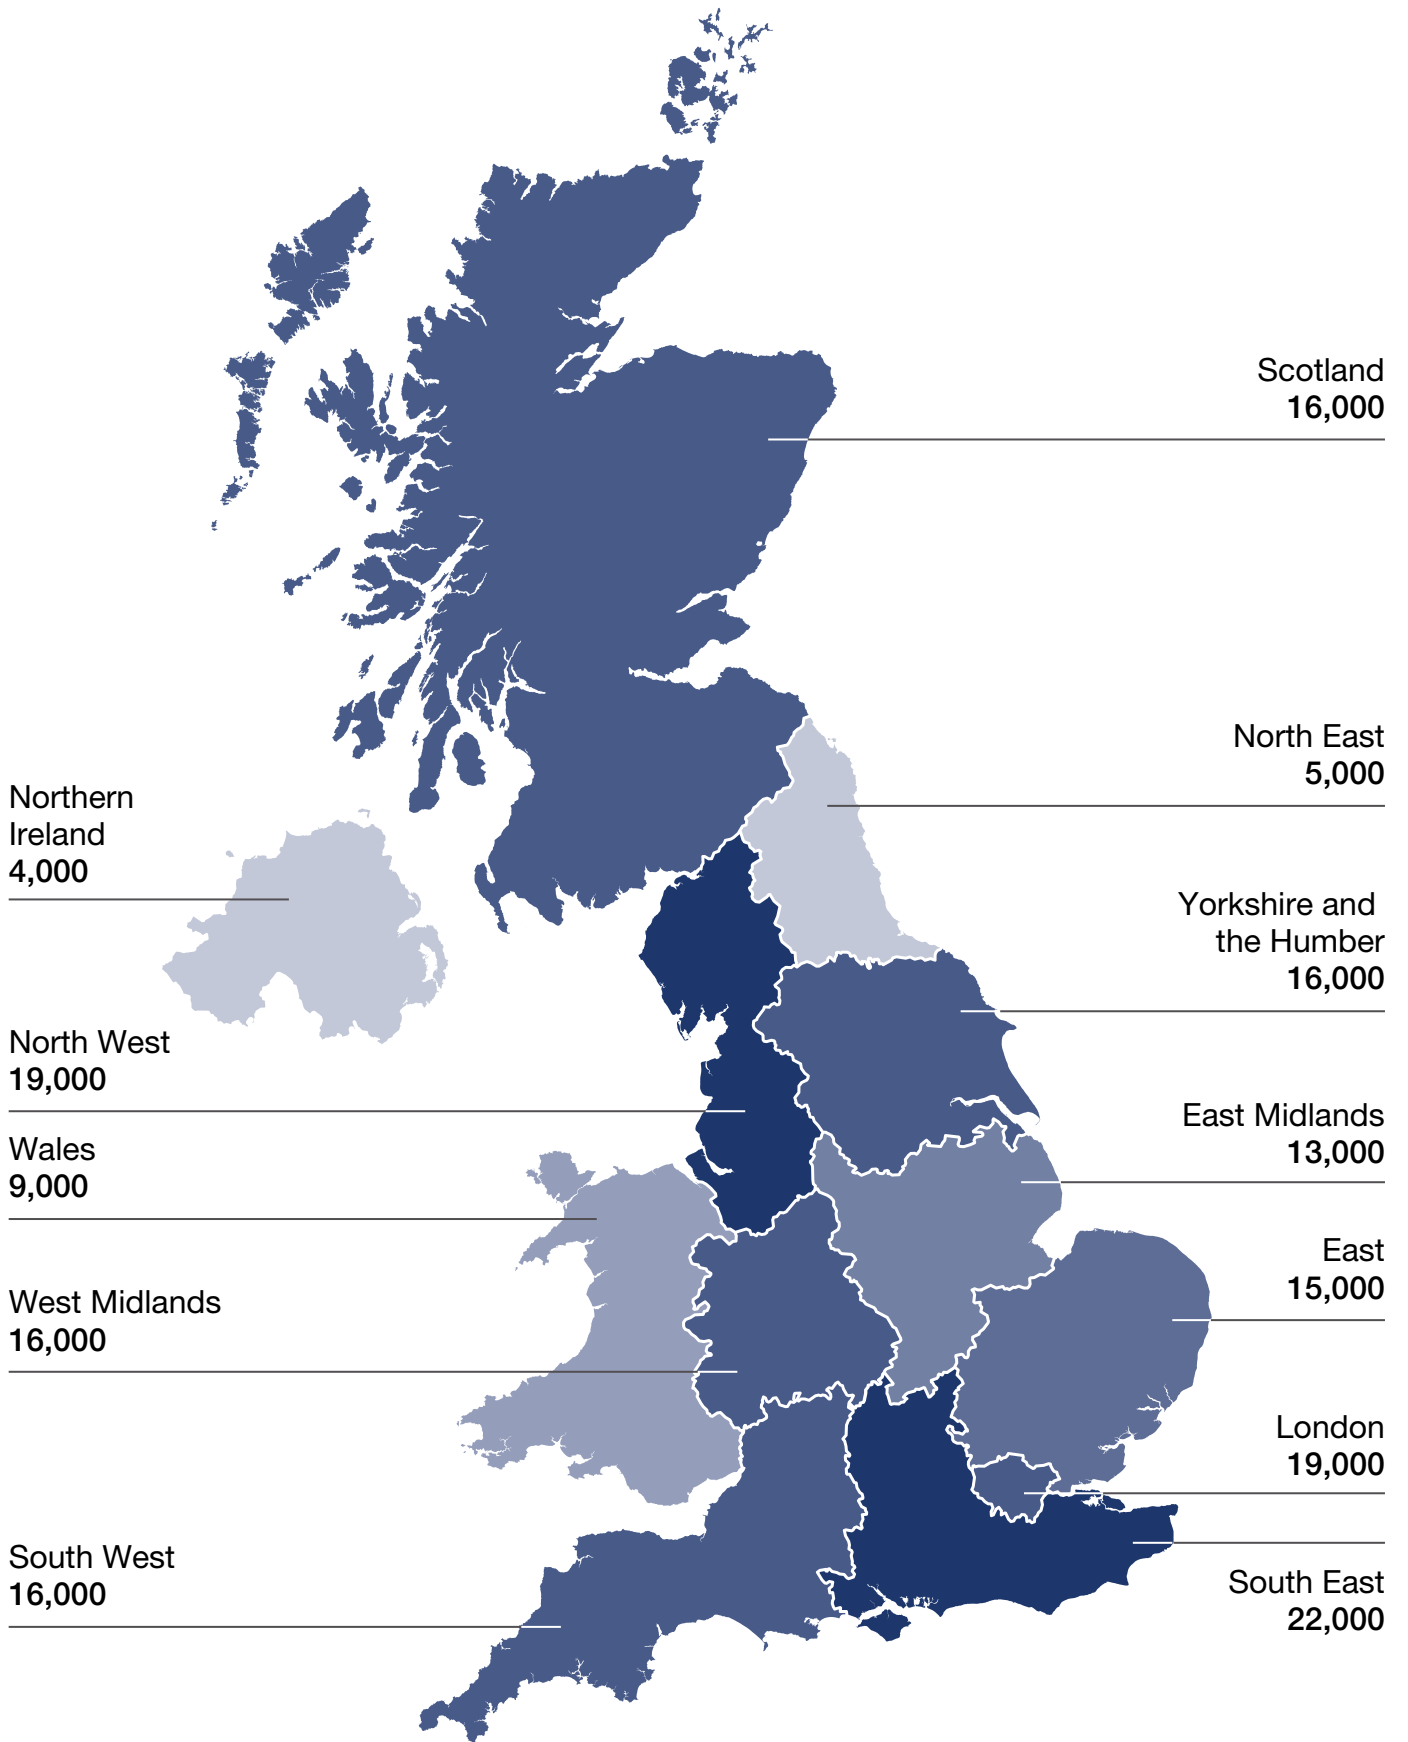 Scotland
16,000
North East
5,000
Northern
Ireland
4,000
Yorkshire and
the Humber
16,000
North West
19,000
East Midlands
13,000
Wales
9,000
East
15,000
West Midlands
16,000
London
19,000
South West
16,000
South East
22,000